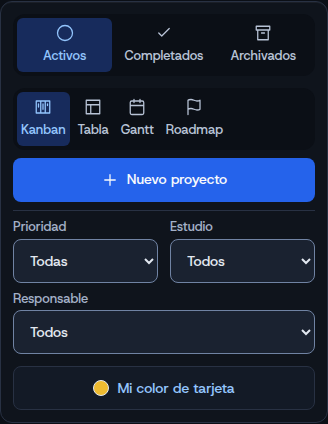 Activos Completados Archivados
Kanban Tabla Gantt Roadmap
Nuevo proyecto
Prioridad Estudio
Todas Todos
Responsable
Todos
Mi color de tarjeta